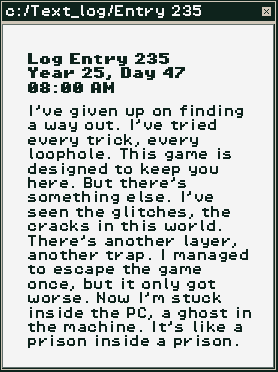 c:/Text_log/Entry 235
Log Entry 235
Year 25, Day 47
08:00 AM
I've given up on finding
a way out. I've tried
every trick, every
loophole. This game is
designed to keep you
here. But there's
something else. I've
seen the glitches, the
cracks in this world.
There's another layer,
another trap. I managed
to escape the game
once, but it only got
worse. Now I'm stuck
inside the PC, a ghost in
the machine. It's like a
prison inside a prison.